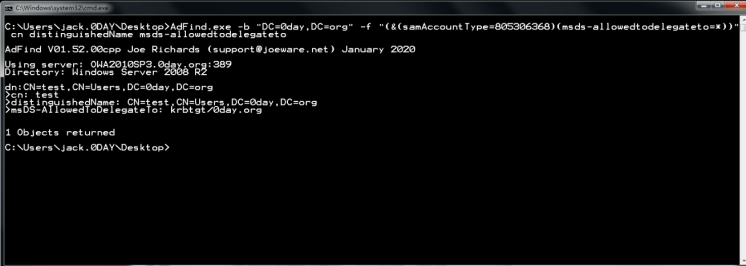 C:\Windows\system32\cmd.exe
C:\Users\jack.0DAY\Desktop>AdFind.exe -b "DC=0day,DC=org" -f "(&(samAccountType=805306368)(msds-allowedtodelegateto=*))"
cn distinguishedName msds-allowedtodelegateto
AdFind V01.52.00cpp Joe Richards (support@joeware.net) January 2020
Using server: OWA2010SP3.0day.org:389
Directory: Windows Server 2008 R2
dn:CN=test,CN=Users,DC=0day,DC=org
>cn: test
>distinguishedName: CN=test,CN=Users,DC=0day,DC=org
>msDS-AllowedToDelegateTo: krbtgt/0day.org
1 Objects returned
C:\Users\jack.0DAY\Desktop>